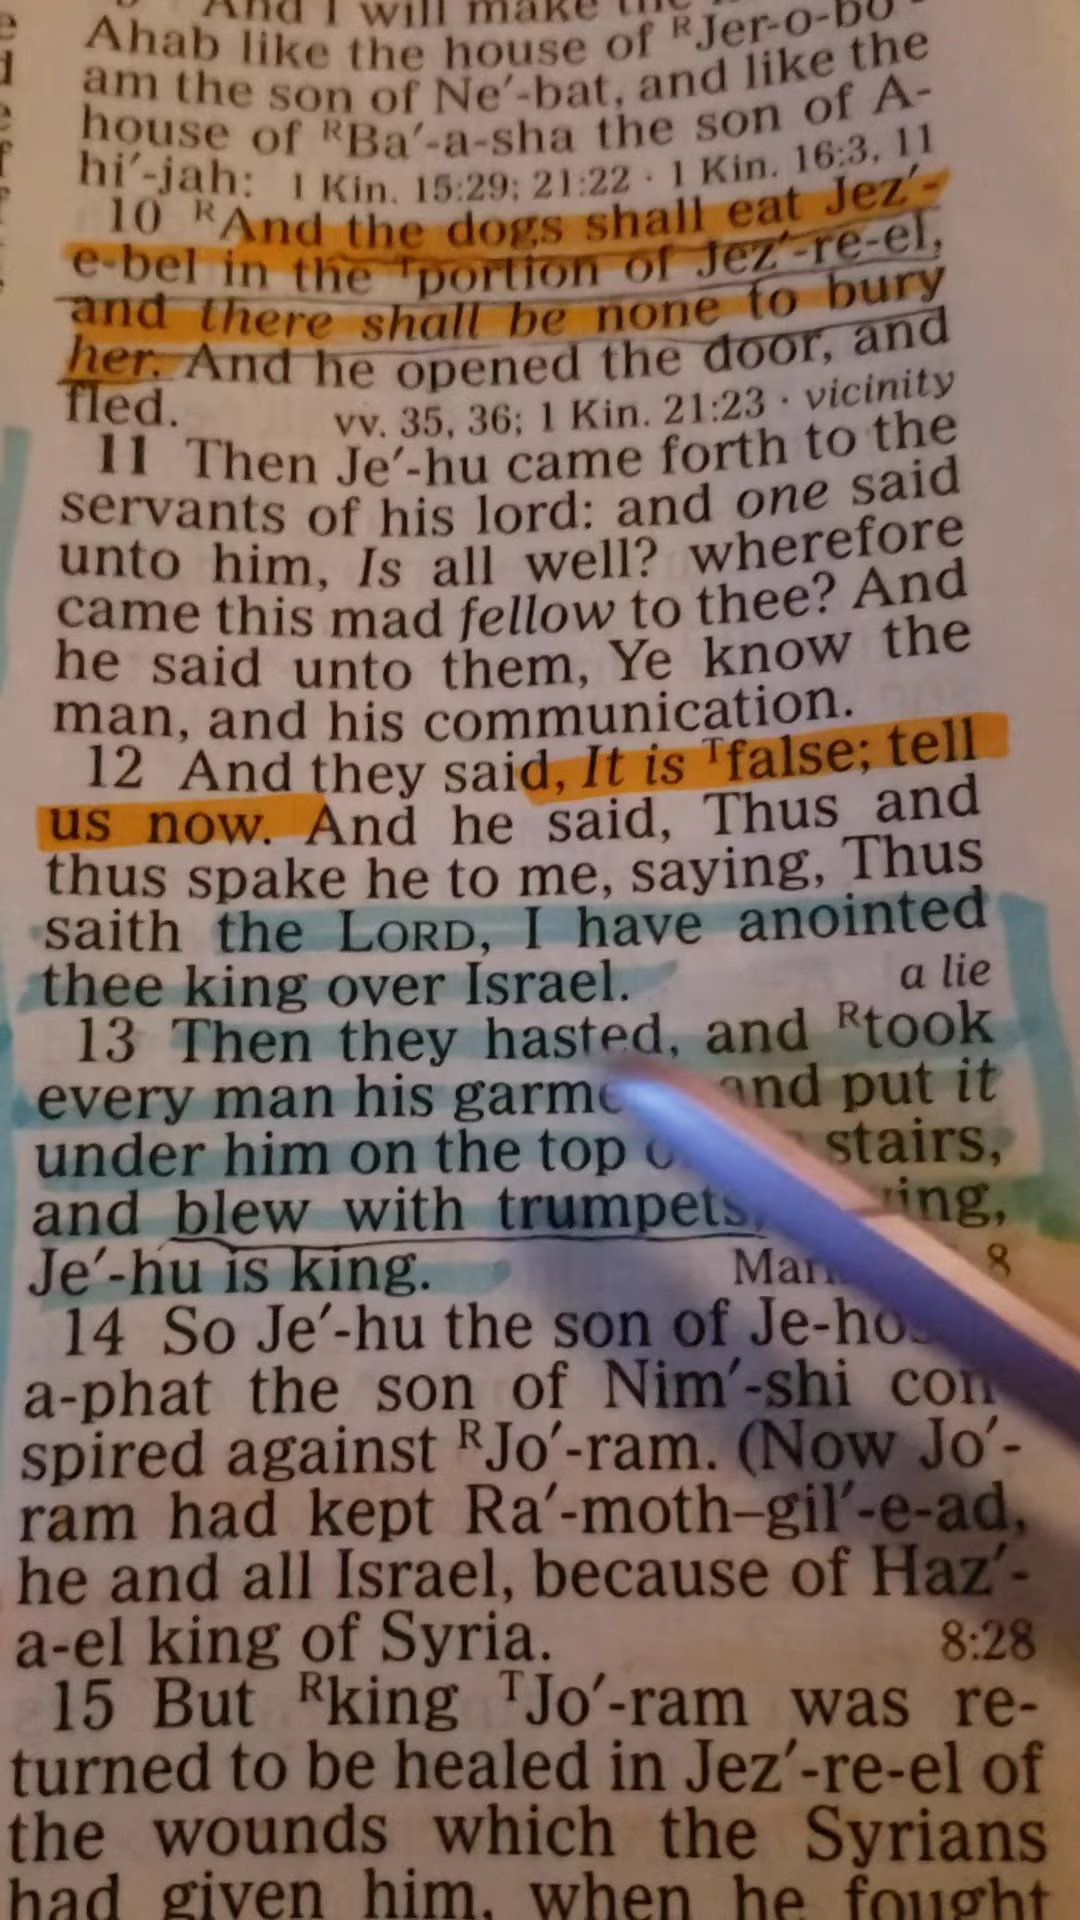 And I will make the
Ahab like the house of ᴿJer-o-bo
am the son of Ne′-bat, and like the
house of ᴿBa′-a-sha the son of A-
hi′-jah: 1 Kin. 15:29; 21:22 · 1 Kin. 16:3, 11
10 ᴿAnd the dogs shall eat Jez′-
e-bel in the ᵀportion of Jez′-re-el,
and there shall be none to bury
her. And he opened the door, and
fled. vv. 35, 36; 1 Kin. 21:23 · vicinity
11 Then Je′-hu came forth to the
servants of his lord: and one said
unto him, Is all well? wherefore
came this mad fellow to thee? And
he said unto them, Ye know the
man, and his communication.
12 And they said, It is ᵀfalse; tell
us now. And he said, Thus and
thus spake he to me, saying, Thus
saith the LORD, I have anointed
thee king over Israel. a lie
13 Then they hasted, and ᴿtook
every man his and put it
under him on the top stairs,
and blew with trumpets,
Je′-hu is king. 8
14 So Je′-hu the son of
a-phat the son of Nim′-shi con
spired against ᴿJo′-ram. (Now Jo′-
ram had kept Ra′-moth–gil′-e-ad,
he and all Israel, because of Haz′-
a-el king of Syria. 8:28
15 But ᴿking ᵀJo′-ram was re-
turned to be healed in Jez′-re-el of
the wounds which the Syrians
had given him, when he fought